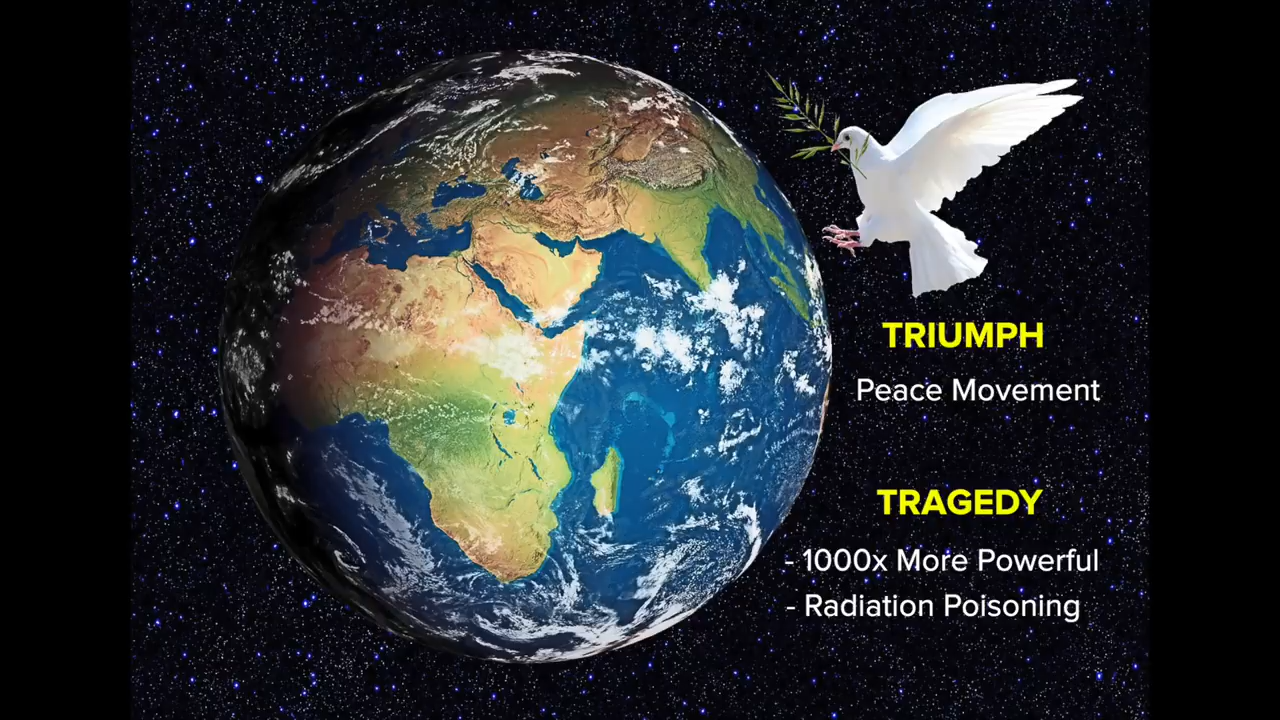 TRIUMPH
Peace Movement
TRAGEDY
- 1000x More Powerful
- Radiation Poisoning